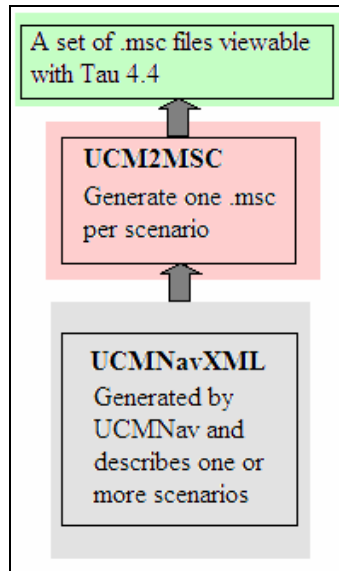 A set of .msc files viewable
with Tau 4.4
UCM2MSC
Generate one .msc
per scenario
UCMNavXML
Generated by
UCMNav and
describes one or
more scenarios